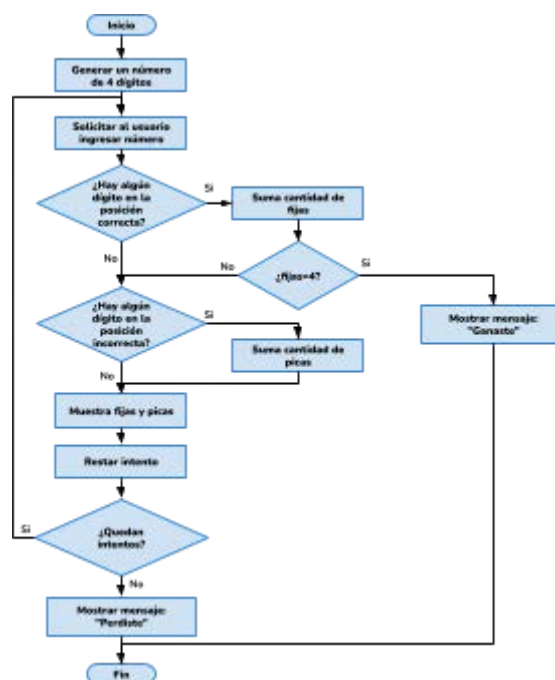 Inicio
Generar un número
de 4 dígitos
Solicitar al usuario
ingresar número
¿Hay algún
dígito en la
posición
correcta?
Si
Suma cantidad de
fijas
No
No
¿fijas=4?
Si
¿Hay algún
dígito en la
posición
incorrecta?
Si
Mostrar mensaje:
"Ganaste"
Suma cantidad de
picas
No
Muestra fijas y picas
Restar intento
Si
¿Quedan
intentos?
No
Mostrar mensaje:
"Perdiste"
Fin